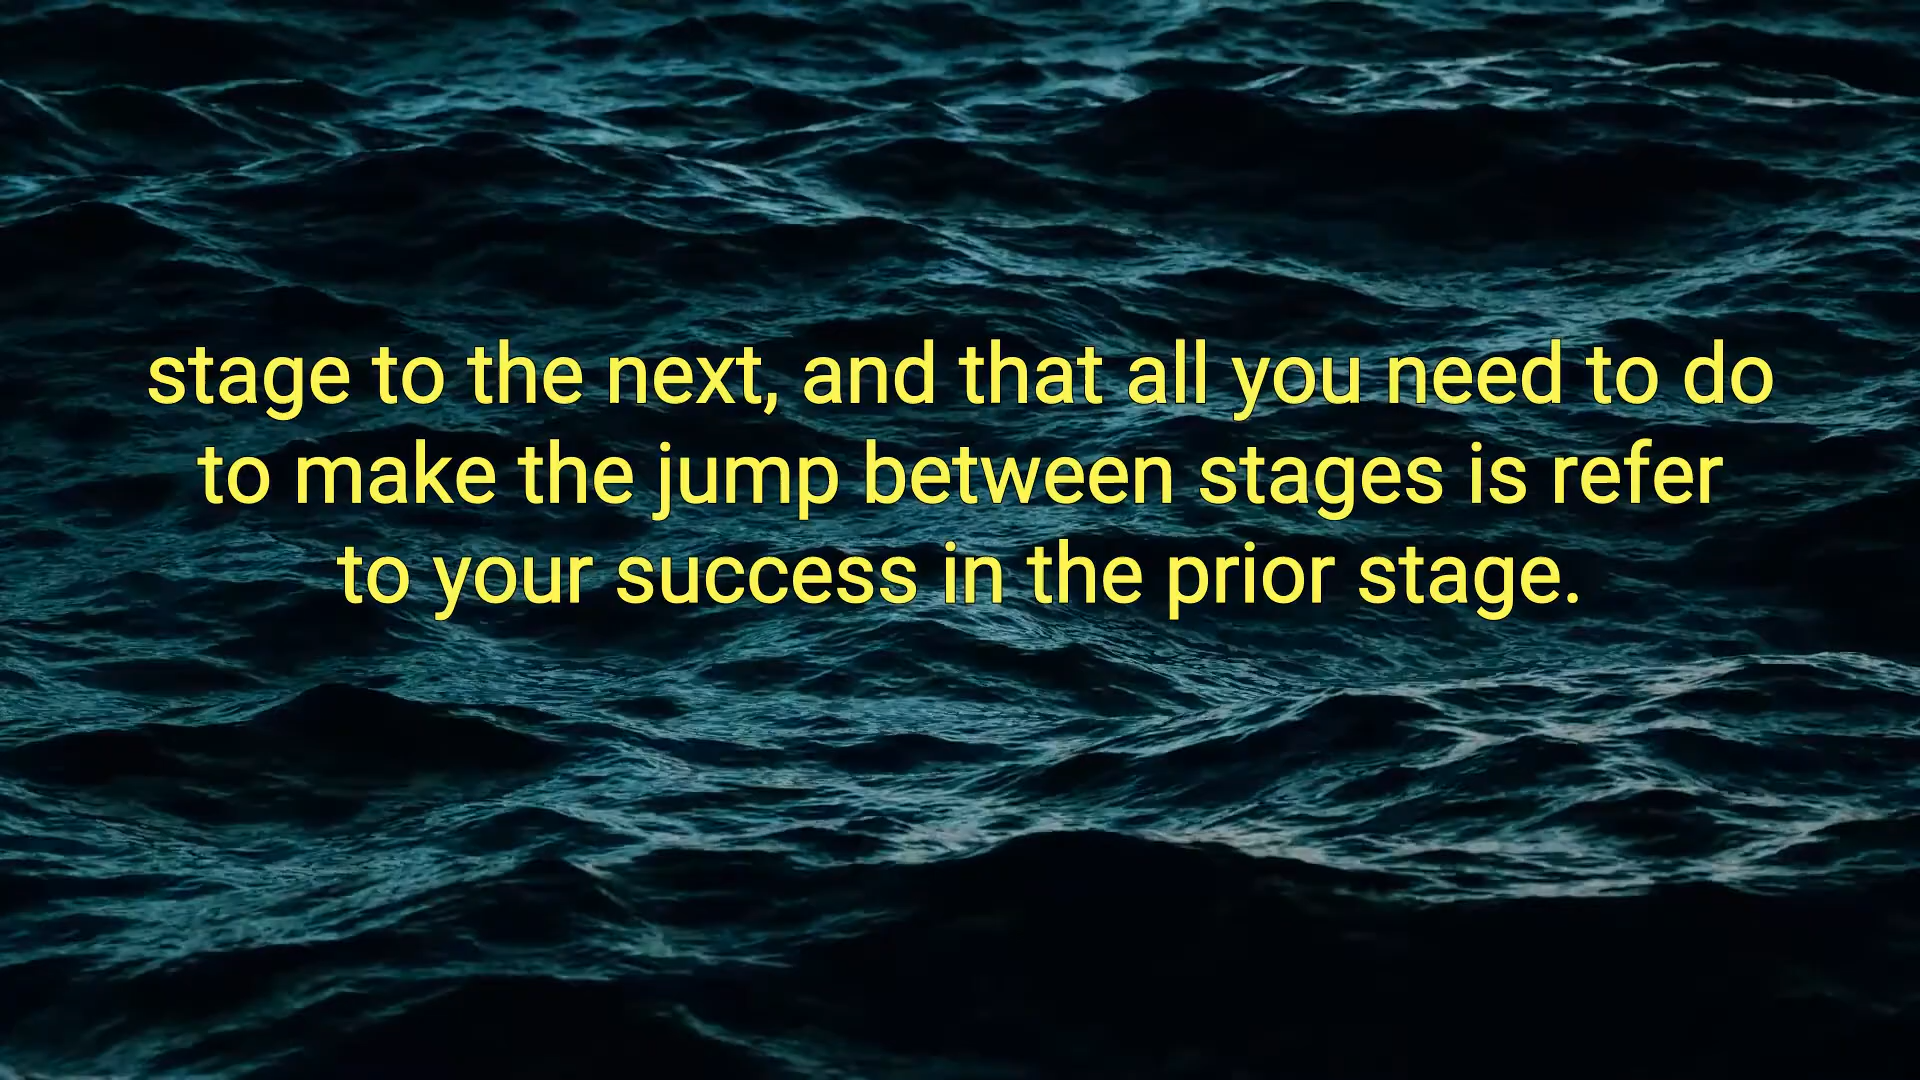 stage to the next, and that all you need to do
to make the jump between stages is refer
to your success in the prior stage.